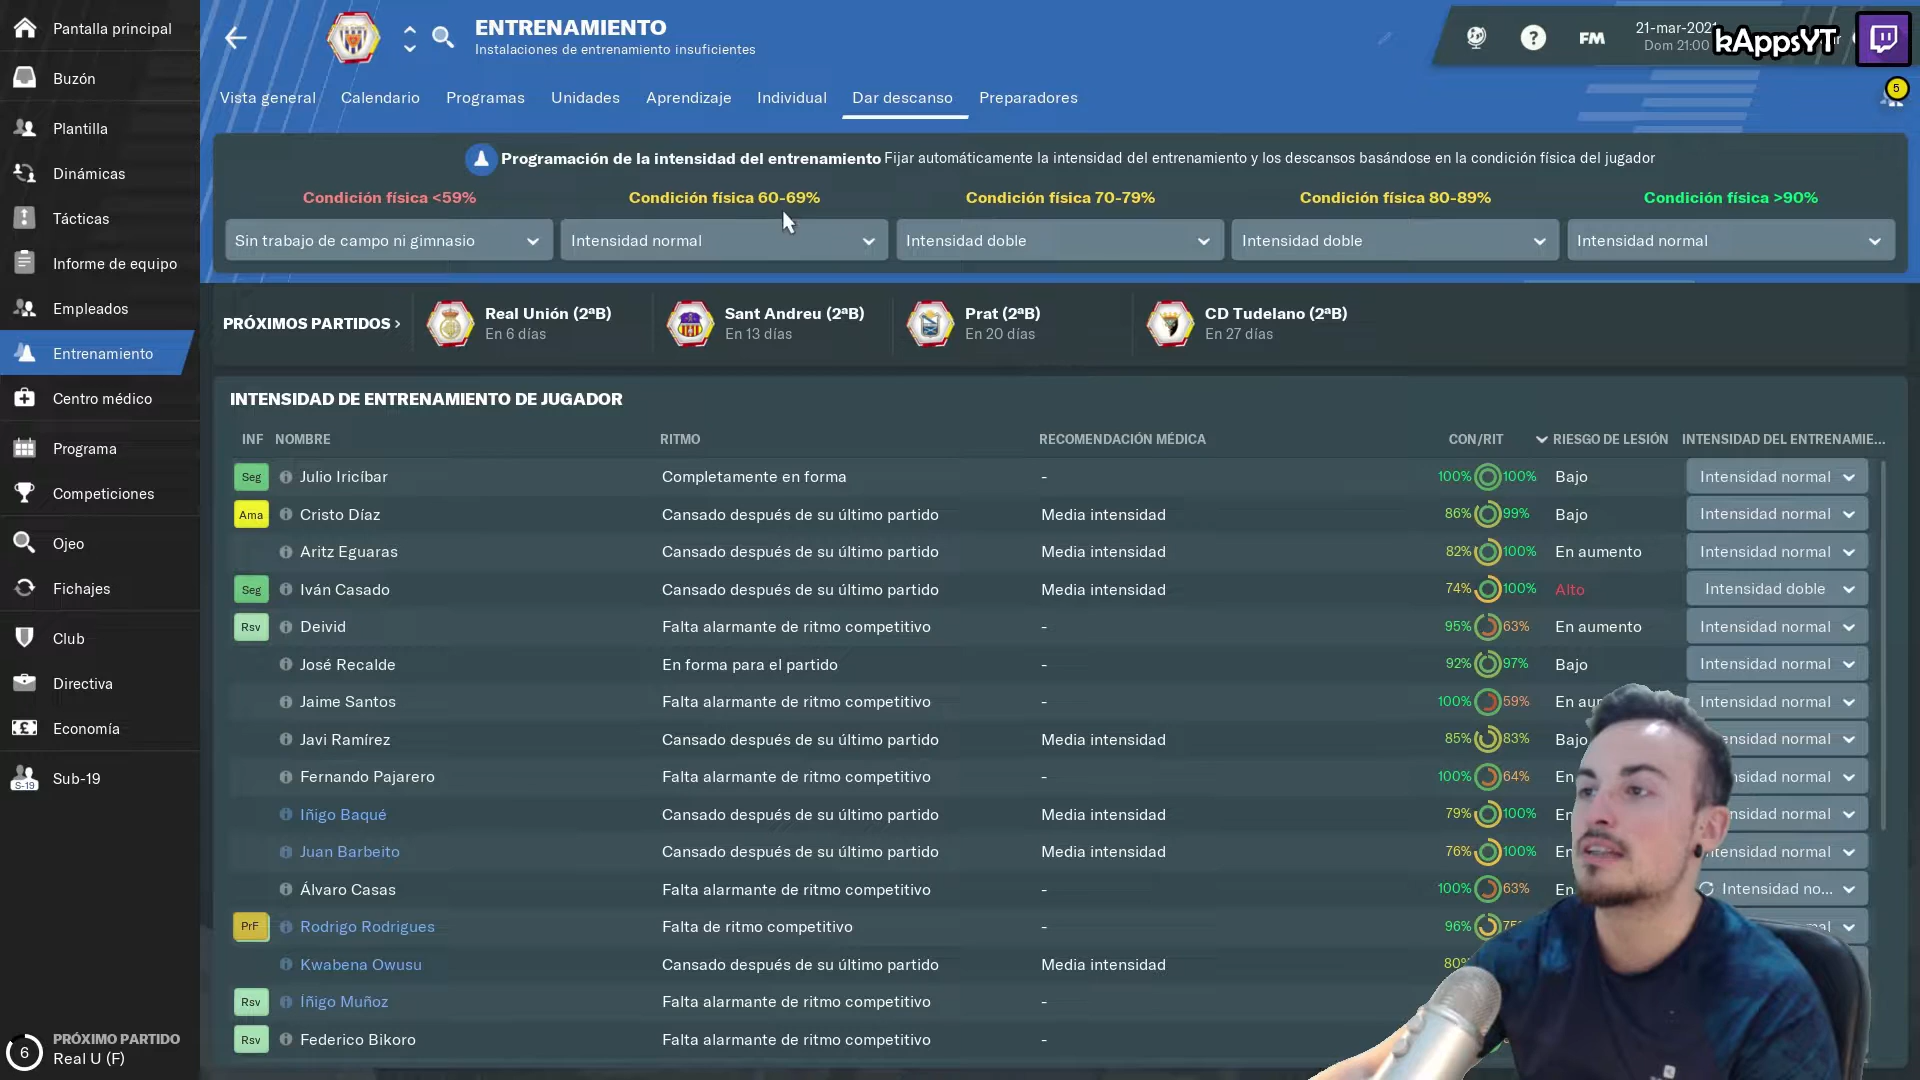 Pantalla principal
Buzón
Plantilla
Dinámicas
Tácticas
Informe de equipo
Empleados
Entrenamiento
Centro médico
Programa
Competiciones
Ojeo
Fichajes
Club
Directiva
Economía
S-19
Sub-19
6
PRÓXIMO PARTIDO
Real U (F)
ENTRENAMIENTO
Instalaciones de entrenamiento insuficientes
? FM
21-mar-2021
Dom 21:00
kAppsYT
5
Vista general Calendario Programas Unidades Aprendizaje Individual Dar descanso Preparadores
Programación de la intensidad del entrenamiento Fijar automáticamente la intensidad del entrenamiento y los descansos basándose en la condición física del jugador
Condición física <59% Condición física 60-69% Condición física 70-79% Condición física 80-89% Condición física >90%
Sin trabajo de campo ni gimnasio Intensidad normal Intensidad doble Intensidad doble Intensidad normal
PRÓXIMOS PARTIDOS >
Real Unión (2ªB)
En 6 días
Sant Andreu (2ªB)
En 13 días
Prat (2ªB)
En 20 días
CD Tudelano (2ªB)
En 27 días
INTENSIDAD DE ENTRENAMIENTO DE JUGADOR
INF NOMBRE RITMO RECOMENDACIÓN MÉDICA CON/RIT RIESGO DE LESIÓN INTENSIDAD DEL ENTRENAMIE...
Seg Julio Iricíbar Completamente en forma - 100% 100% Bajo Intensidad normal
Ama Cristo Díaz Cansado después de su último partido Media intensidad 86% 99% Bajo Intensidad normal
Aritz Eguaras Cansado después de su último partido Media intensidad 82% 100% En aumento Intensidad normal
Seg Iván Casado Cansado después de su último partido Media intensidad 74% 100% Alto Intensidad doble
Rsv Deivid Falta alarmante de ritmo competitivo - 95% 63% En aumento Intensidad normal
José Recalde En forma para el partido - 92% 97% Bajo Intensidad normal
Jaime Santos Falta alarmante de ritmo competitivo - 100% 59% En Intensidad normal
Javi Ramírez Cansado después de su último partido Media intensidad 85% 83% Bajo normal
Fernando Pajarero Falta alarmante de ritmo competitivo - 100% 64% En normal
Iñigo Baqué Cansado después de su último partido Media intensidad 79% 100% En normal
Juan Barbeito Cansado después de su último partido Media intensidad 76% 100% En normal
Álvaro Casas Falta alarmante de ritmo competitivo - 100% 63% En Intensidad no...
PrF Rodrigo Rodrigues Falta de ritmo competitivo - 96%
Kwabena Owusu Cansado después de su último partido Media intensidad 80%
Rsv Íñigo Muñoz Falta alarmante de ritmo competitivo -
Rsv Federico Bikoro Falta alarmante de ritmo competitivo -